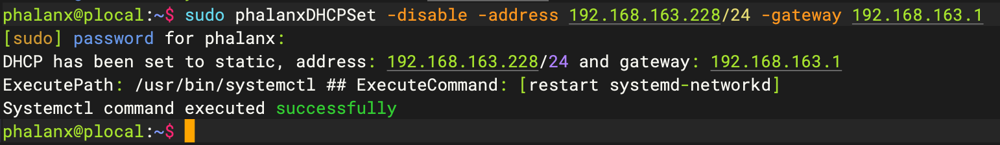 phalanx@plocal:~$ sudo phalanxDHCPSet -disable -address 192.168.163.228/24 -gateway 192.168.163.1
[sudo] password for phalanx:
DHCP has been set to static, address: 192.168.163.228/24 and gateway: 192.168.163.1
ExecutePath: /usr/bin/systemctl ## ExecuteCommand: [restart systemd-networkd]
Systemctl command executed successfully
phalanx@plocal:~$